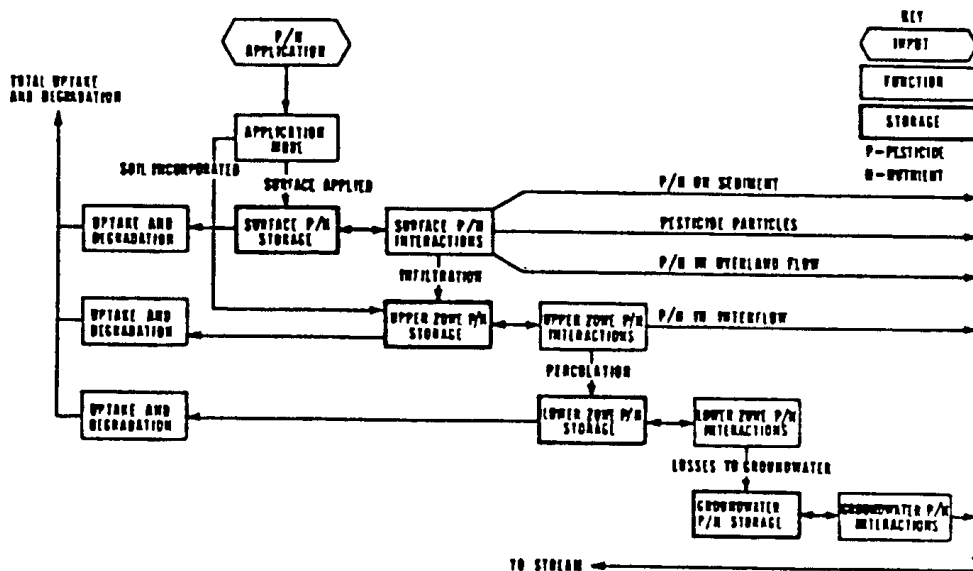 P/N
APPLICATION
KEY
INPUT
FUNCTION
STORAGE
P-PESTICIDE
N-NUTRIENT
TOTAL UPTAKE
AND DEGRADATION
APPLICATION
MODE
SOIL INCORPORATED
SURFACE APPLIED
UPTAKE AND
DEGRADATION
SURFACE P/N
STORAGE
SURFACE P/N
INTERACTIONS
P/N ON SEDIMENT
PESTICIDE PARTICLES
P/N IN OVERLAND FLOW
INFILTRATION
UPTAKE AND
DEGRADATION
UPPER ZONE P/N
STORAGE
UPPER ZONE P/N
INTERACTIONS
P/N IN INTERFLOW
PERCOLATION
UPTAKE AND
DEGRADATION
LOWER ZONE P/N
STORAGE
LOWER ZONE P/N
INTERACTIONS
LOSSES TO GROUNDWATER
GROUNDWATER
P/N STORAGE
GROUNDWATER P/N
INTERACTIONS
TO STREAM